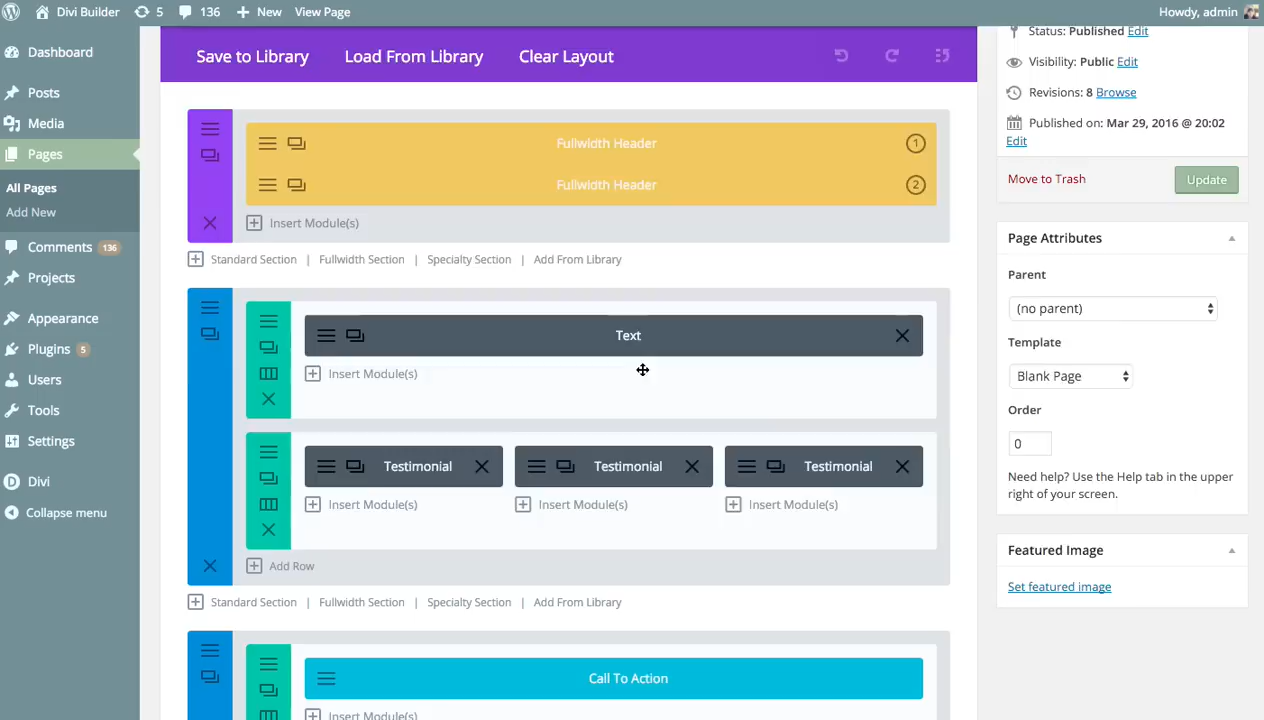 Divi Builder 5 136 New View Page Howdy, admin
Dashboard
Posts
Media
Pages
All Pages
Add New
Comments 136
Projects
Appearance
Plugins 5
Users
Tools
Settings
Divi
Collapse menu
Save to Library Load From Library Clear Layout
Fullwidth Header 1
Fullwidth Header 2
Insert Module(s)
Standard Section | Fullwidth Section | Specialty Section | Add From Library
Text
Insert Module(s)
Testimonial Testimonial Testimonial
Insert Module(s) Insert Module(s) Insert Module(s)
Add Row
Standard Section | Fullwidth Section | Specialty Section | Add From Library
Call To Action
Insert Module(s)
Status: Published Edit
Visibility: Public Edit
Revisions: 8 Browse
Published on: Mar 29, 2016 @ 20:02
Edit
Move to Trash Update
Page Attributes
Parent
(no parent)
Template
Blank Page
Order
0
Need help? Use the Help tab in the upper
right of your screen.
Featured Image
Set featured image